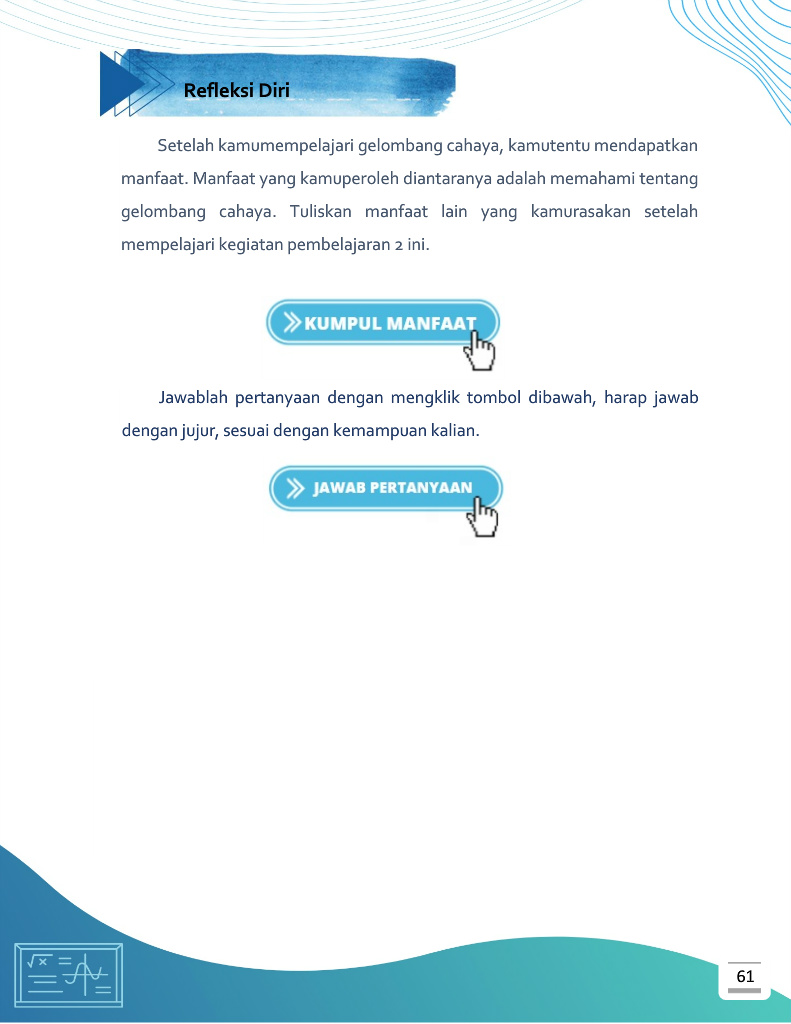 Refleksi Diri
Setelah kamumempelajari gelombang cahaya, kamutentu mendapatkan
manfaat. Manfaat yang kamuperoleh diantaranya adalah memahami tentang
gelombang cahaya. Tuliskan manfaat lain yang kamurasakan setelah
mempelajari kegiatan pembelajaran 2 ini.
KUMPUL MANFAAT
Jawablah pertanyaan dengan mengklik tombol dibawah, harap jawab
dengan jujur, sesuai dengan kemampuan kalian.
JAWAB PERTANYAAN
√x
61